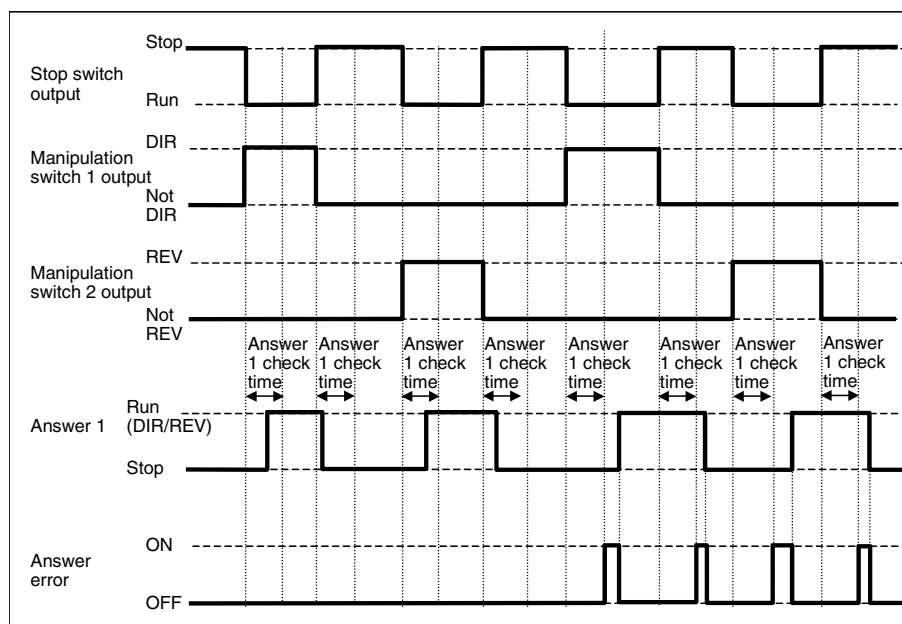 Stop
Stop switch
output
Run
DIR
Manipulation
switch 1 output
Not
DIR
REV
Manipulation
switch 2 output
Not
REV
Answer
1 check
time
Answer
1 check
time
Answer
1 check
time
Answer
1 check
time
Answer
1 check
time
Answer
1 check
time
Answer
1 check
time
Answer
1 check
time
Answer 1
Run
(DIR/REV)
Stop
ON
Answer
error
OFF